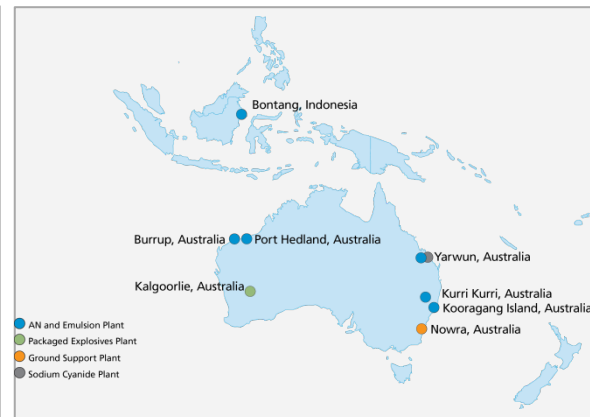 Bontang, Indonesia
Burrup, Australia
Port Hedland, Australia
Yarwun, Australia
Kalgoorlie, Australia
Kurri Kurri, Australia
Kooragang Island, Australia
Nowra, Australia
AN and Emulsion Plant
Packaged Explosives Plant
Ground Support Plant
Sodium Cyanide Plant